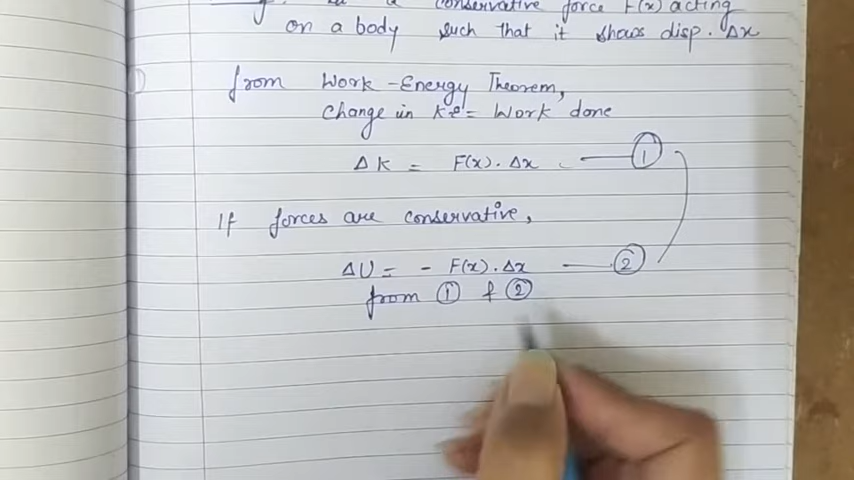 a conservative force F(x) acting
on a body such that it shows disp. Δx
from Work-Energy Theorem,
Change in KE = Work done
ΔK = F(x). Δx — 1
If forces are conservative,
ΔU = - F(x). Δx — 2
from 1 & 2